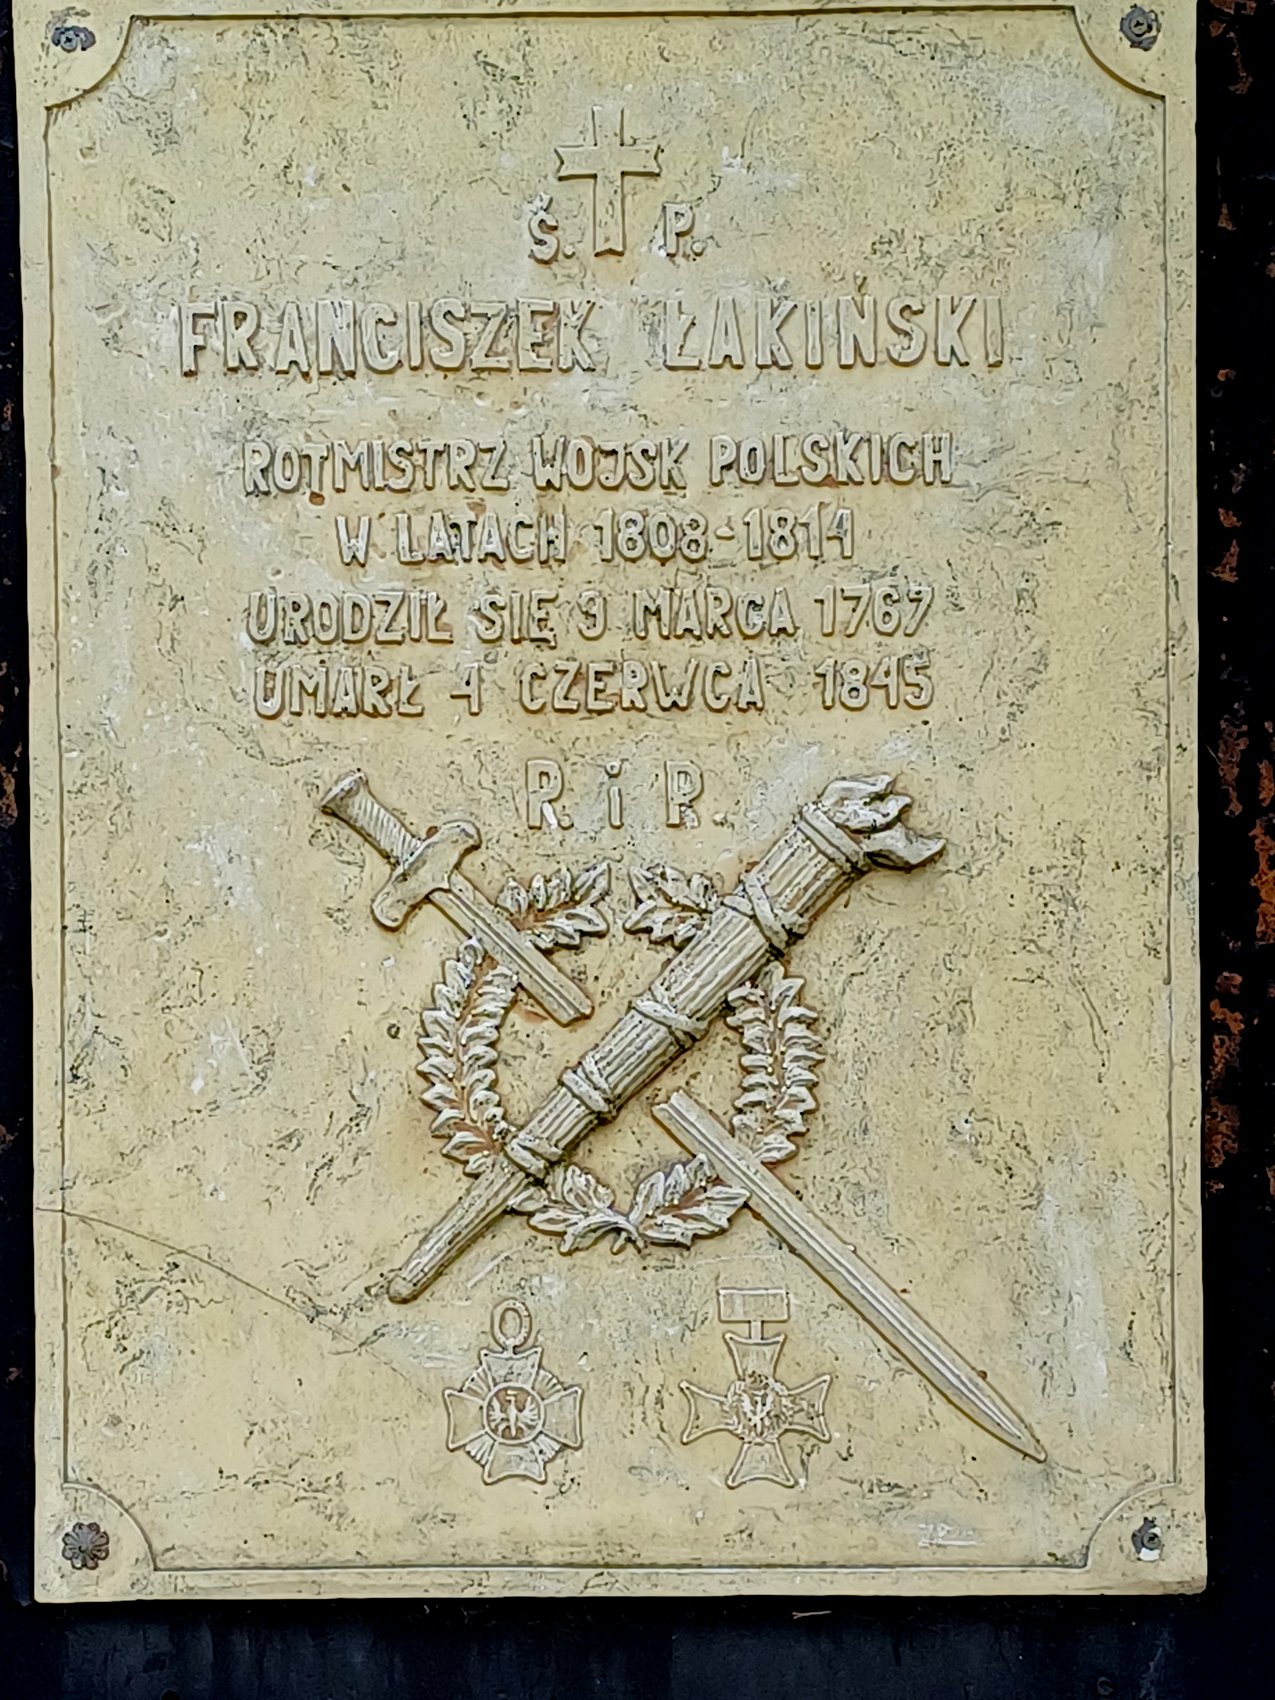 Ś. P.
FRANCISZEK ŁAKIŃSKI
ROTMISTRZ WOJSK POLSKICH
W LATACH 1808-1814
URODZIŁ SIĘ 9 MARCA 1767
UMARŁ 4 CZERWCA 1845
R. i P.